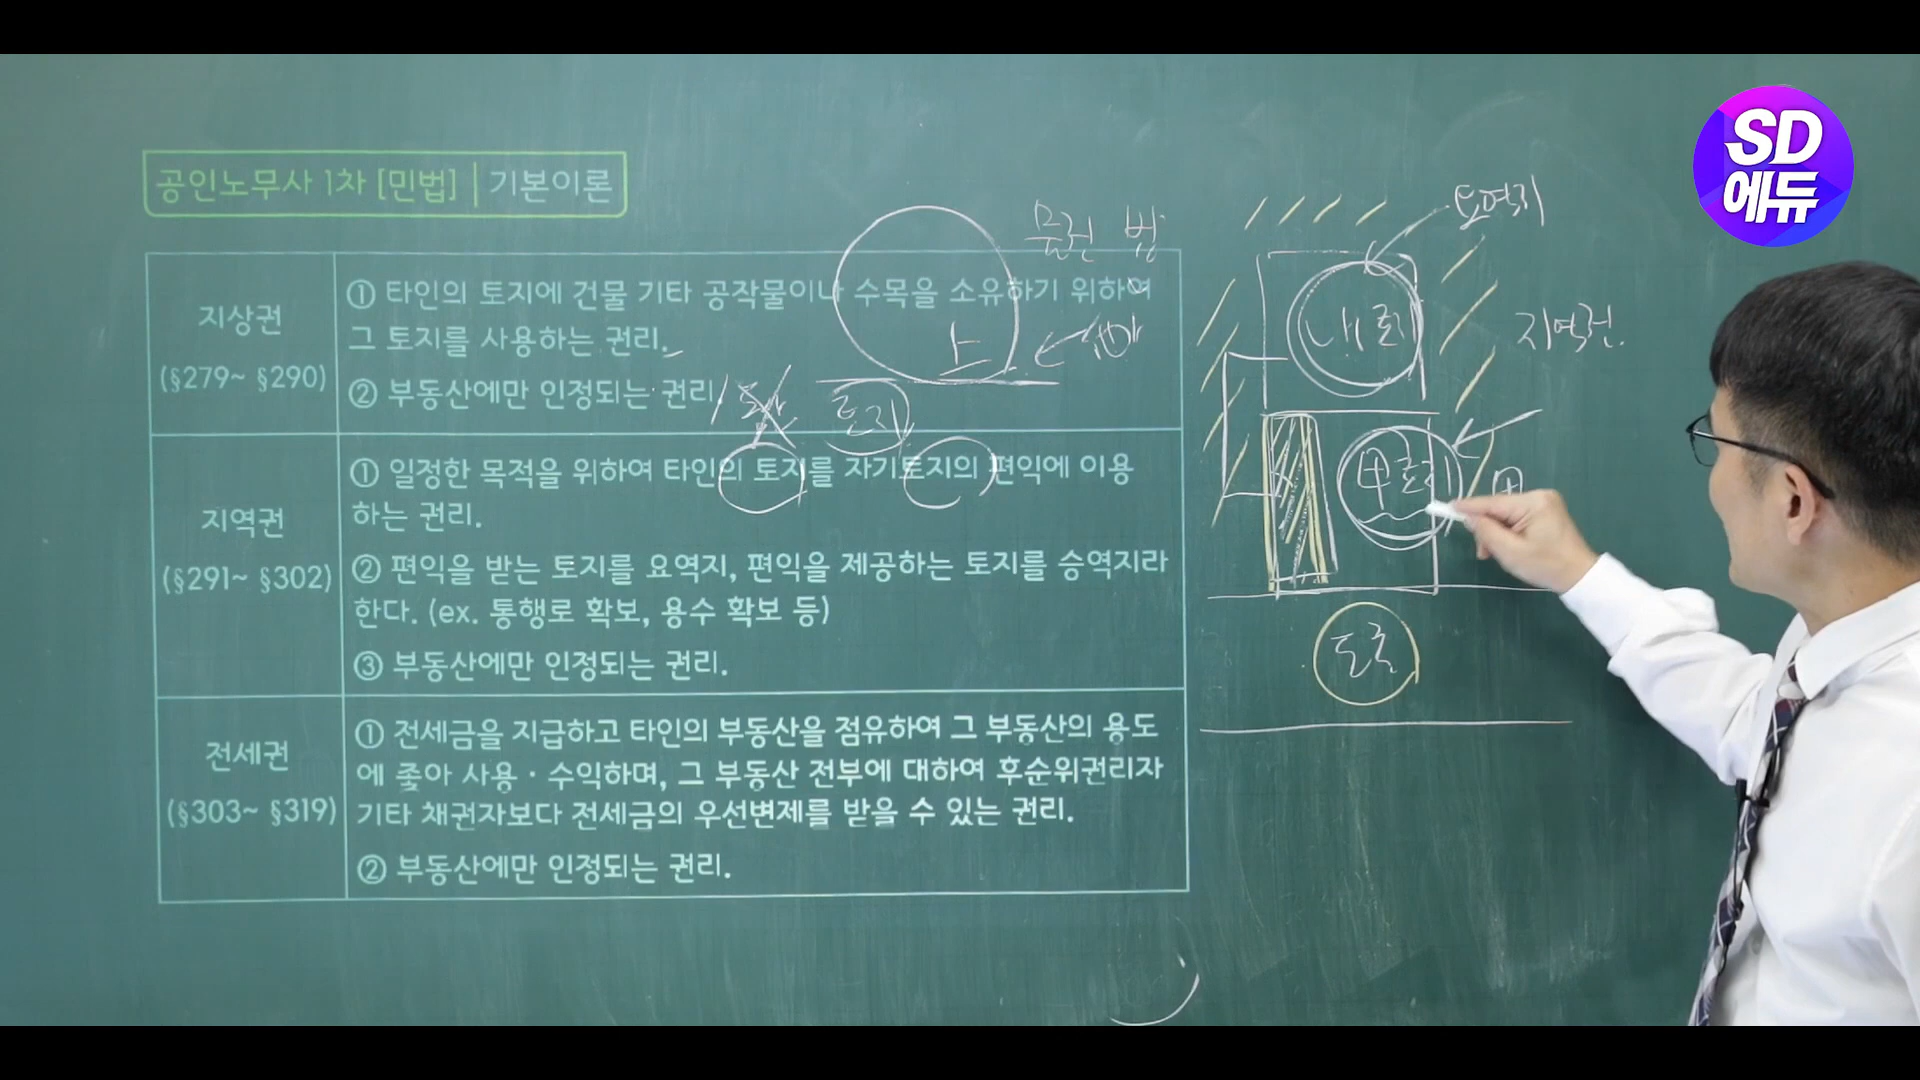 SD
에듀
공인노무사 1차 [민법] | 기본이론
물권 법
요역지
지상권
(§279~ §290)
① 타인의 토지에 건물 기타 공작물이나 수목을 소유하기 위하여
그 토지를 사용하는 권리.
② 부동산에만 인정되는 권리.
토지
내 토지
지역권
지역권
(§291~ §302)
① 일정한 목적을 위하여 타인의 토지를 자기토지의 편익에 이용
하는 권리.
② 편익을 받는 토지를 요역지, 편익을 제공하는 토지를 승역지라
한다. (ex. 통행로 확보, 용수 확보 등)
③ 부동산에만 인정되는 권리.
甲토지
甲
도로
전세권
(§303~ §319)
① 전세금을 지급하고 타인의 부동산을 점유하여 그 부동산의 용도
에 좇아 사용 · 수익하며, 그 부동산 전부에 대하여 후순위권리자
기타 채권자보다 전세금의 우선변제를 받을 수 있는 권리.
② 부동산에만 인정되는 권리.